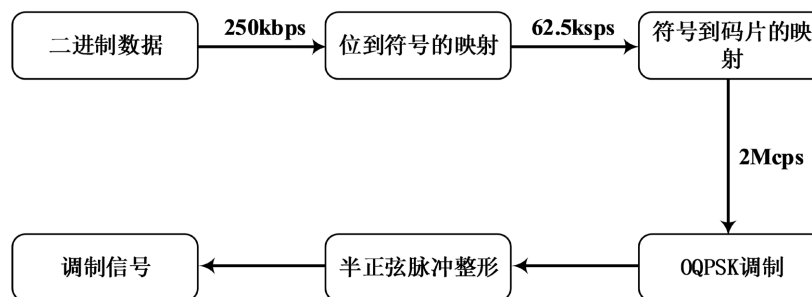 二进制数据
250kbps
位到符号的映射
62.5ksps
符号到码片的映
射
2Mcps
OQPSK调制
半正弦脉冲整形
调制信号